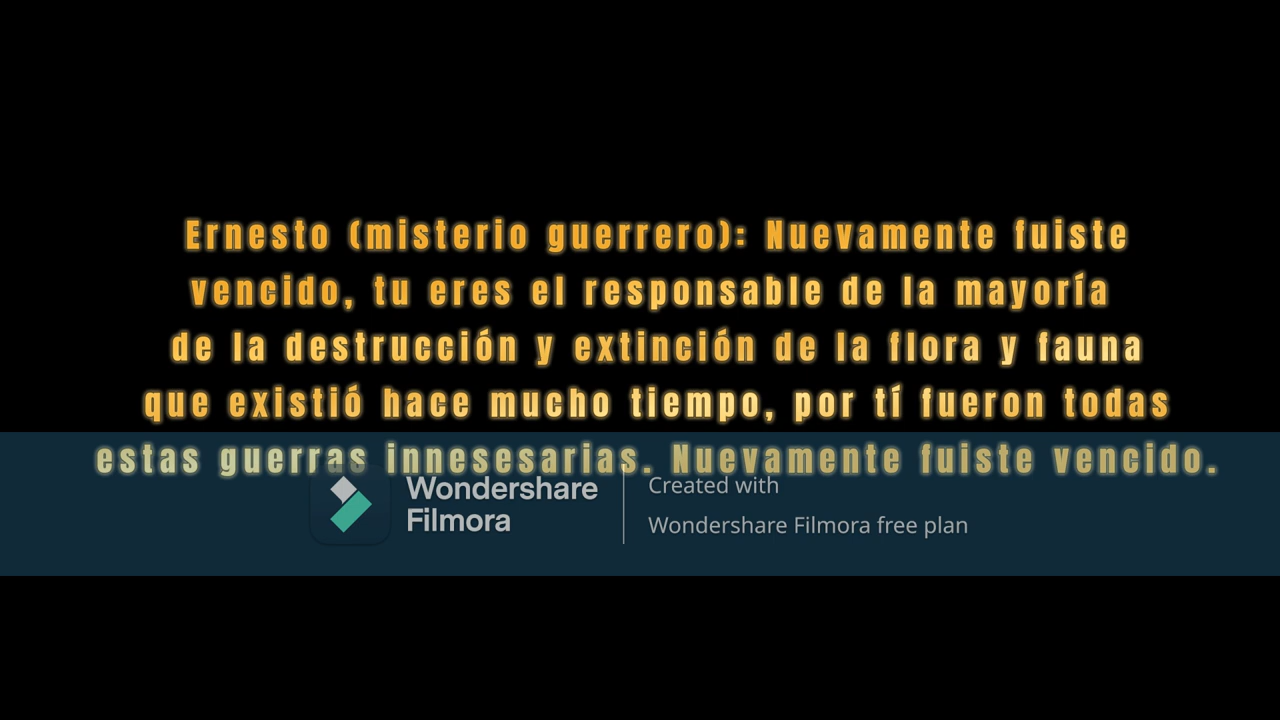 Ernesto (misterio guerrero): Nuevamente fuiste
vencido, tu eres el responsable de la mayoría
de la destrucción y extinción de la flora y fauna
que existió hace mucho tiempo, por tí fueron todas
estas guerras innesesarias. Nuevamente fuiste vencido.
Wondershare
Filmora
Created with
Wondershare Filmora free plan